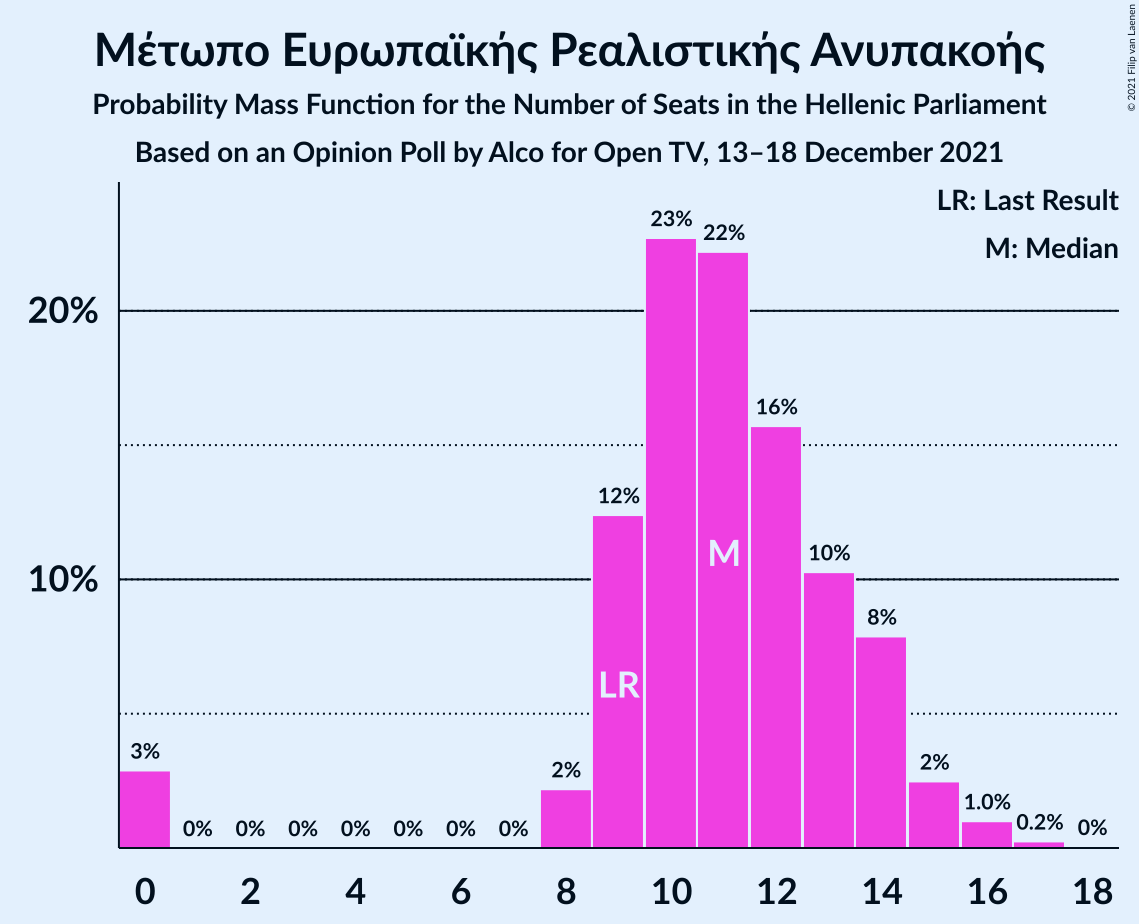 Μέτωπο Ευρωπαϊκής Ρεαλιστικής Ανυπακοής
Probability Mass Function for the Number of Seats in the Hellenic Parliament
Based on an Opinion Poll by Alco for Open TV, 13–18 December 2021
© 2021 Filip van Laenen
LR: Last Result
M: Median
20%
10%
3%
0%
0%
0%
0%
0%
0%
0%
2%
12%
23%
22%
16%
10%
8%
2%
1.0%
0.2%
0%
LR
M
0 2 4 6 8 10 12 14 16 18